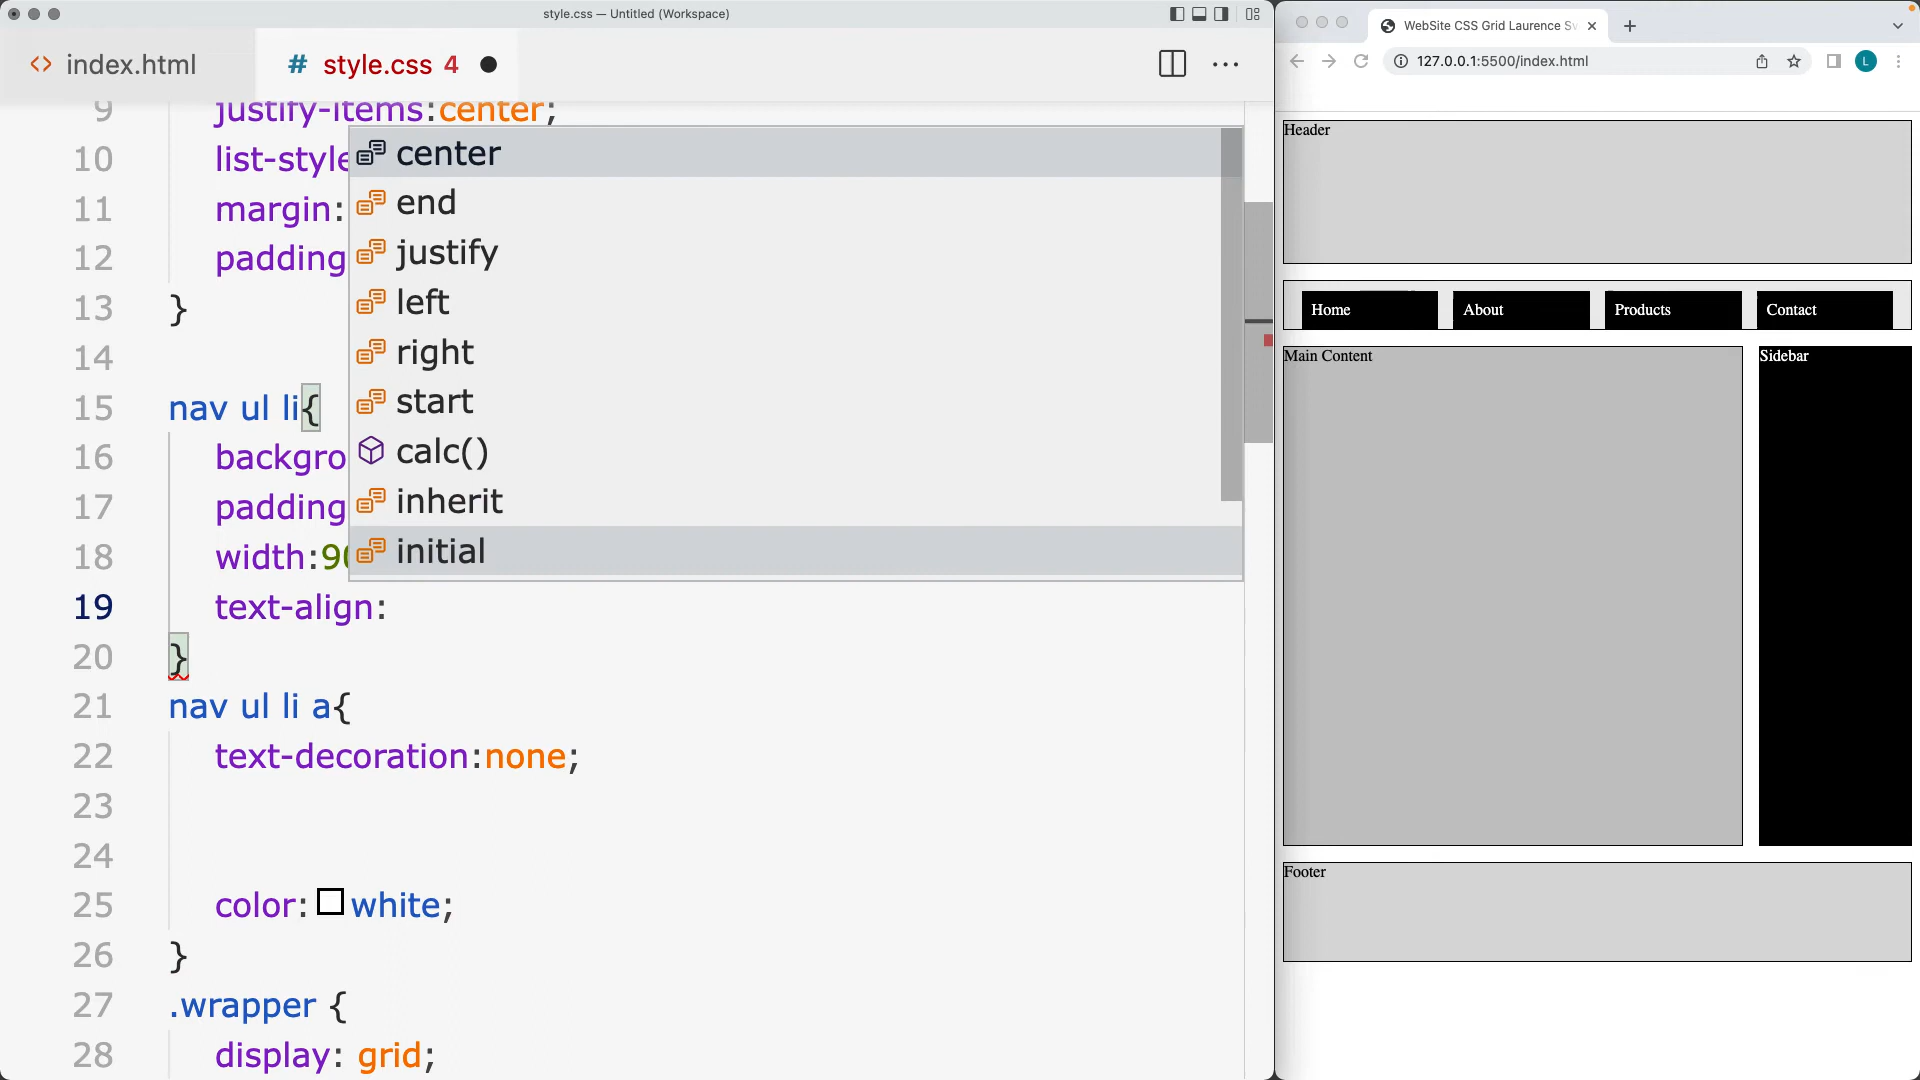 style.css — Untitled (Workspace)
<> index.html
# style.css 4
9 justify-items:center;
10 list-style
11 margin:
12 padding
13 }
14
15 nav ul li{
16 backgro
17 padding
18 width:90
19 text-align:
20 }
21 nav ul li a{
22 text-decoration:none;
23
24
25 color: white;
26 }
27 .wrapper {
28 display: grid;
center
end
justify
left
right
start
calc()
inherit
initial
WebSite CSS Grid Laurence Sv
127.0.0.1:5500/index.html
L
Header
Home
About
Products
Contact
Main Content
Sidebar
Footer